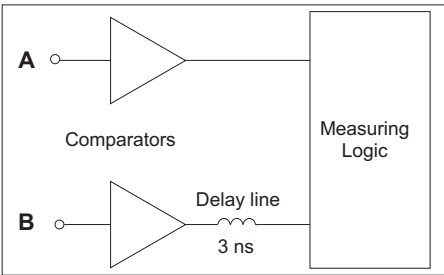 A
Comparators
Measuring
Logic
Delay line
B
3 ns